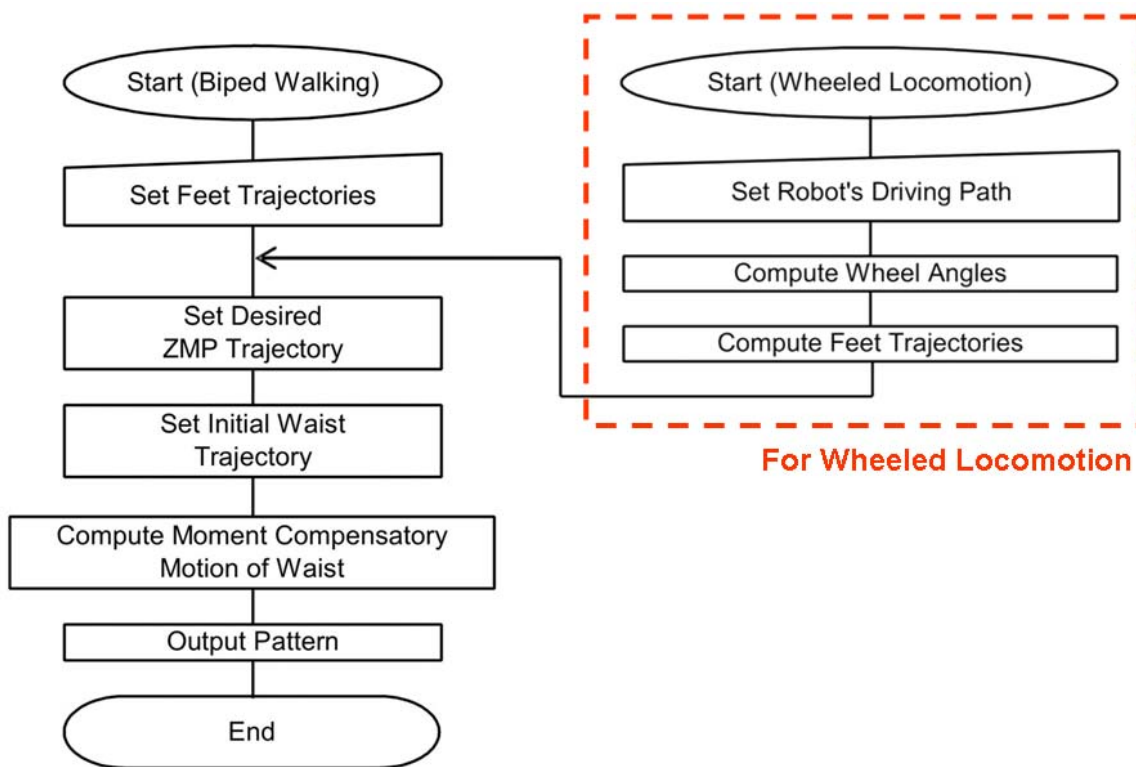 Start (Biped Walking)
Set Feet Trajectories
Set Desired
ZMP Trajectory
Set Initial Waist
Trajectory
Compute Moment Compensatory
Motion of Waist
Output Pattern
End
Start (Wheeled Locomotion)
Set Robot's Driving Path
Compute Wheel Angles
Compute Feet Trajectories
For Wheeled Locomotion